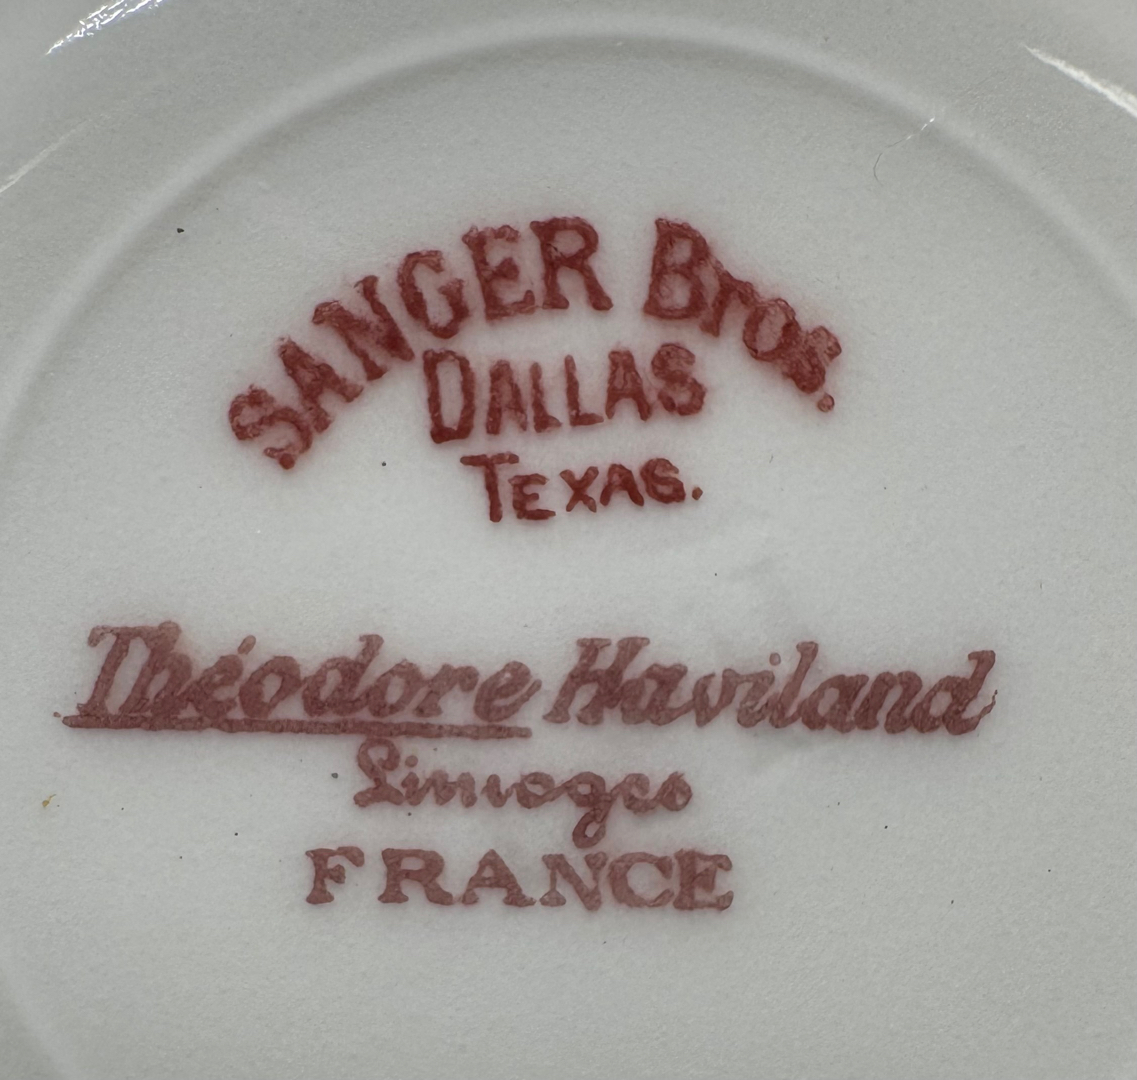 SANGER Bros.
DALLAS
TEXAS.
Théodore Haviland
Limoges
FRANCE